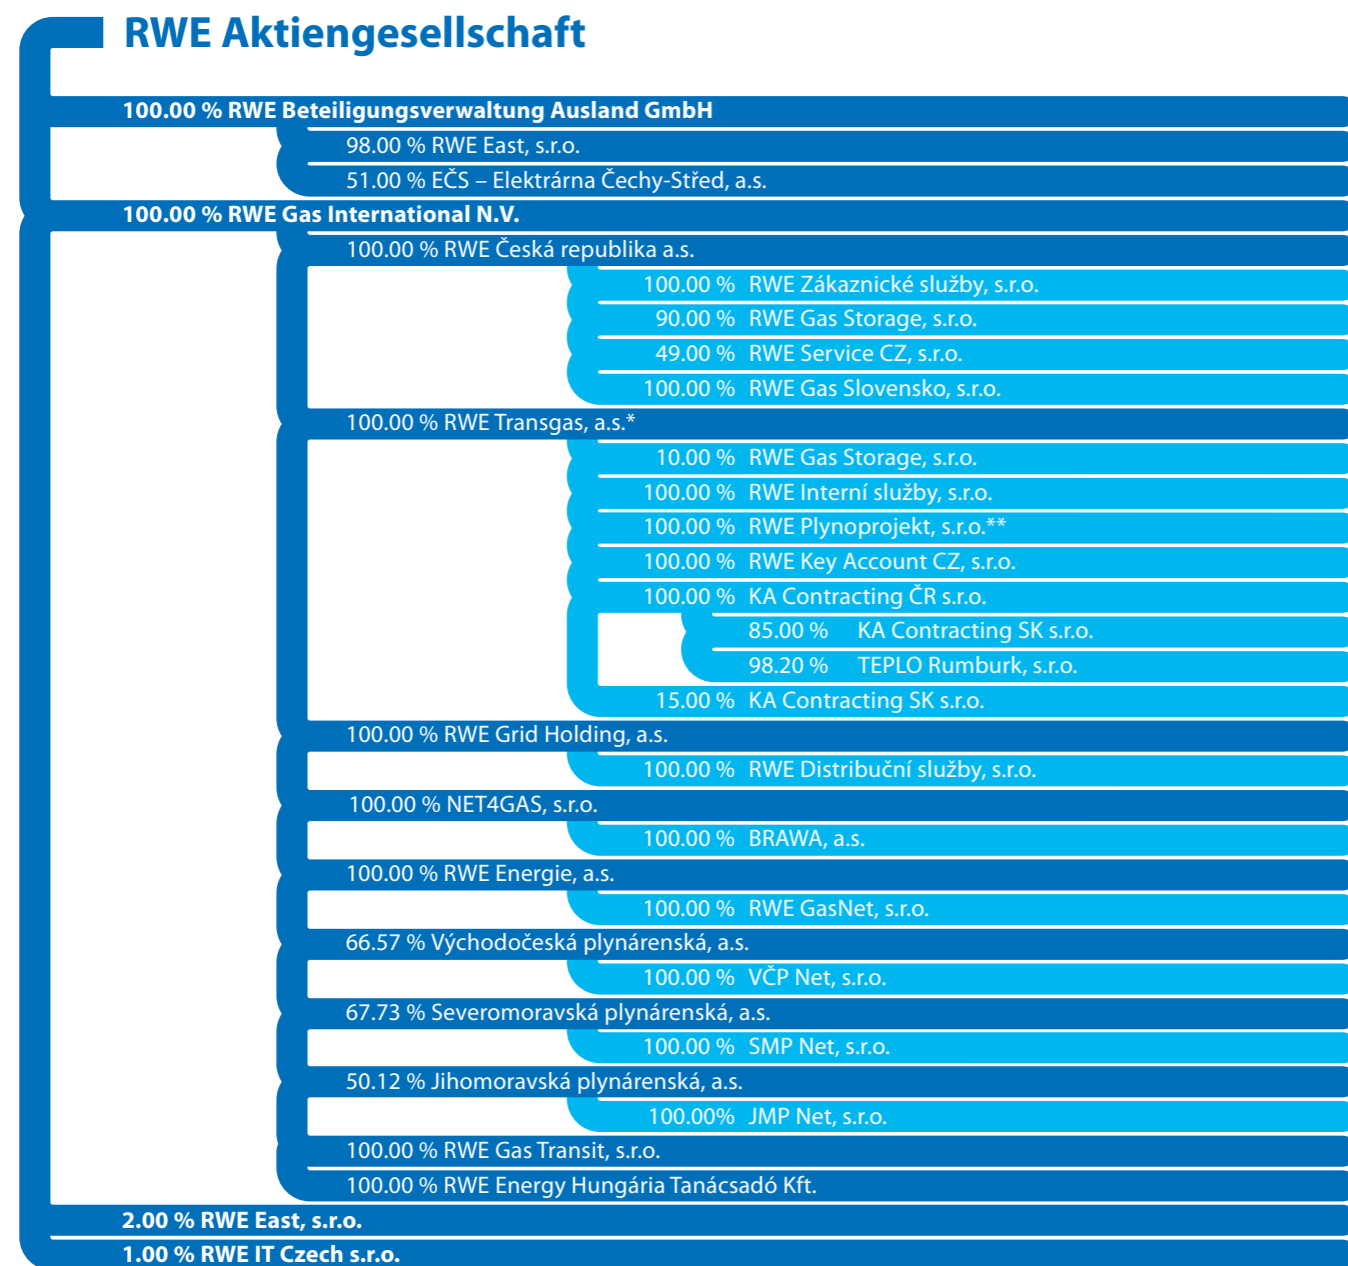 RWE Aktiengesellschaft
100.00 % RWE Beteiligungsverwaltung Ausland GmbH
98.00 % RWE East, s.r.o.
51.00 % EČS – Elektrárna Čechy-Střed, a.s.
100.00 % RWE Gas International N.V.
100.00 % RWE Česká republika a.s.
100.00 % RWE Zákaznické služby, s.r.o.
90.00 % RWE Gas Storage, s.r.o.
49.00 % RWE Service CZ, s.r.o.
100.00 % RWE Gas Slovensko, s.r.o.
100.00 % RWE Transgas, a.s.*
10.00 % RWE Gas Storage, s.r.o.
100.00 % RWE Interní služby, s.r.o.
100.00 % RWE Plynoprojekt, s.r.o.**
100.00 % RWE Key Account CZ, s.r.o.
100.00 % KA Contracting ČR s.r.o.
85.00 % KA Contracting SK s.r.o.
98.20 % TEPLO Rumburk, s.r.o.
15.00 % KA Contracting SK s.r.o.
100.00 % RWE Grid Holding, a.s.
100.00 % RWE Distribuční služby, s.r.o.
100.00 % NET4GAS, s.r.o.
100.00 % BRAWA, a.s.
100.00 % RWE Energie, a.s.
100.00 % RWE GasNet, s.r.o.
66.57 % Východočeská plynárenská, a.s.
100.00 % VČP Net, s.r.o.
67.73 % Severomoravská plynárenská, a.s.
100.00 % SMP Net, s.r.o.
50.12 % Jihomoravská plynárenská, a.s.
100.00% JMP Net, s.r.o.
100.00 % RWE Gas Transit, s.r.o.
100.00 % RWE Energy Hungária Tanácsadó Kft.
2.00 % RWE East, s.r.o.
1.00 % RWE IT Czech s.r.o.